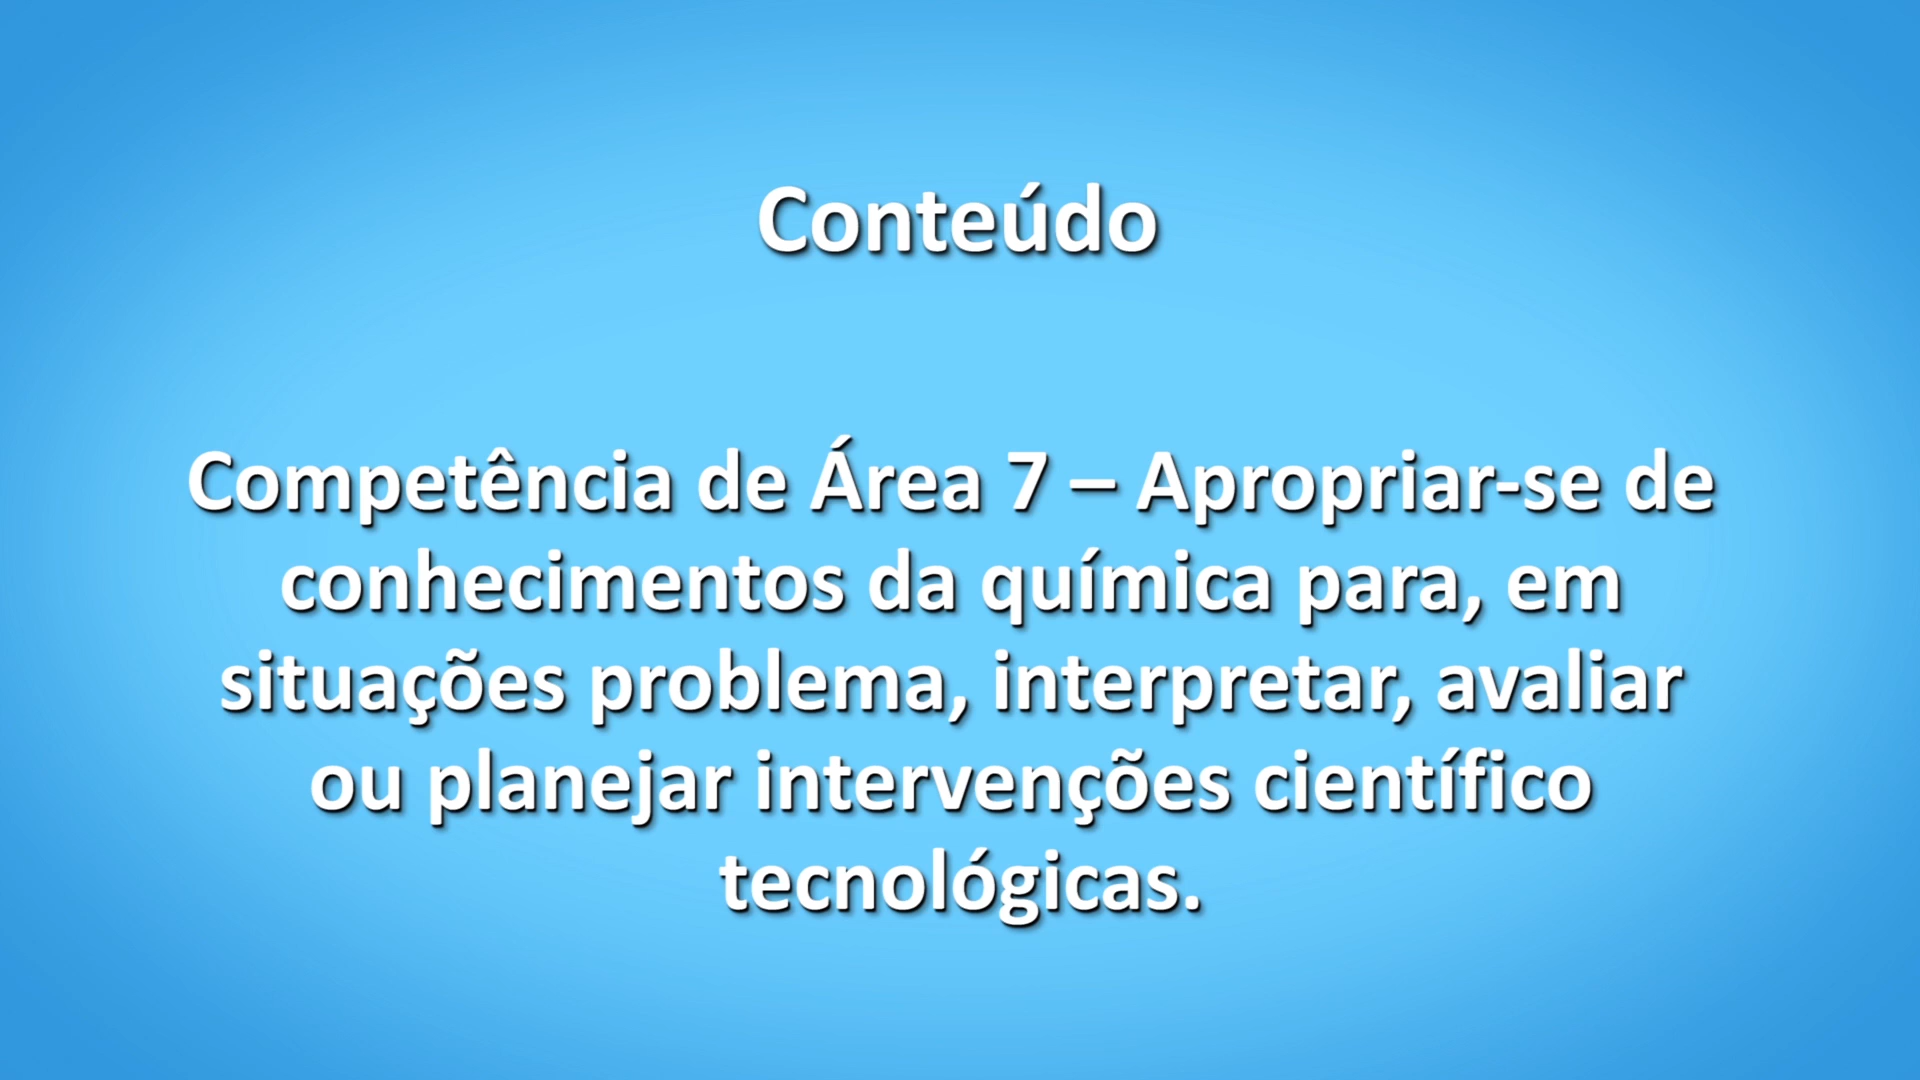 Conteúdo
Competência de Área 7 – Apropriar-se de
conhecimentos da química para, em
situações problema, interpretar, avaliar
ou planejar intervenções científico
tecnológicas.